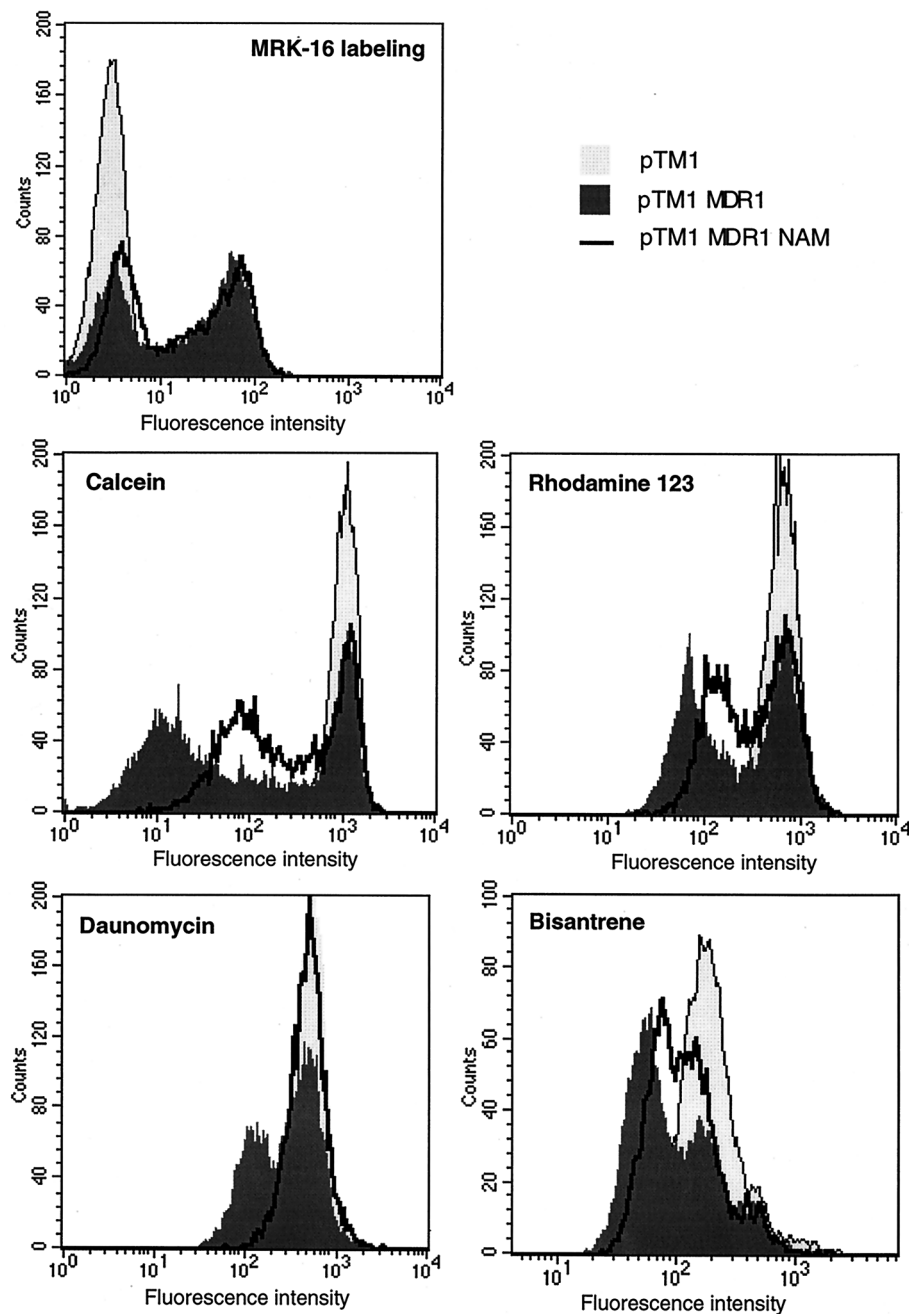 MRK-16 labeling
200
160
120
80
40
0
Counts
10^0 10^1 10^2 10^3 10^4
Fluorescence intensity
pTM1
pTM1 MDR1
pTM1 MDR1 NAM
Calcein
200
160
120
80
40
0
Counts
10^0 10^1 10^2 10^3 10^4
Fluorescence intensity
Rhodamine 123
200
160
120
80
40
0
Counts
10^0 10^1 10^2 10^3 10^4
Fluorescence intensity
Daunomycin
200
160
120
80
40
0
Counts
10^0 10^1 10^2 10^3 10^4
Fluorescence intensity
Bisantrene
100
80
60
40
20
0
Counts
10^1 10^2 10^3
Fluorescence intensity